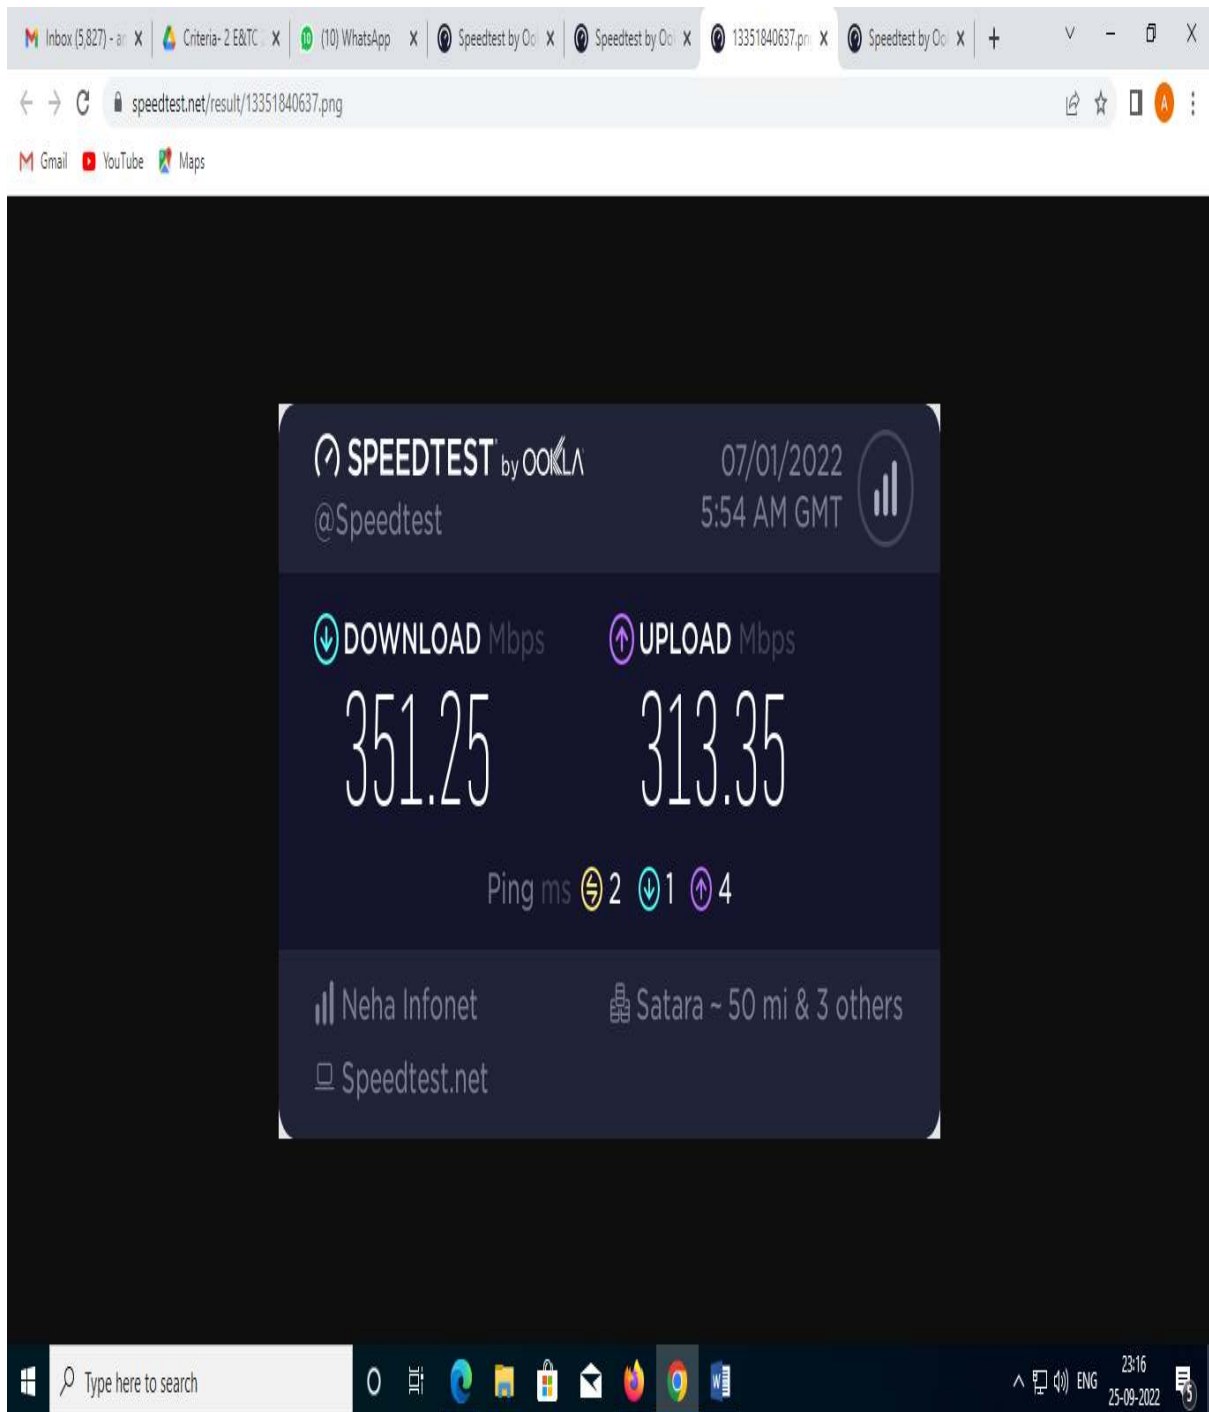 Inbox (5,827) - an
Criteria- 2 E&TC
(10) WhatsApp
Speedtest by Oo
Speedtest by Oo
13351840637.pn
Speedtest by Oo
speedtest.net/result/13351840637.png
A
Gmail YouTube Maps
SPEEDTEST by OOKLA
@Speedtest
07/01/2022
5:54 AM GMT
DOWNLOAD Mbps
351.25
UPLOAD Mbps
313.35
Ping ms 2 1 4
Neha Infonet
Satara ~ 50 mi & 3 others
Speedtest.net
Type here to search
ENG
23:16
25-09-2022
5